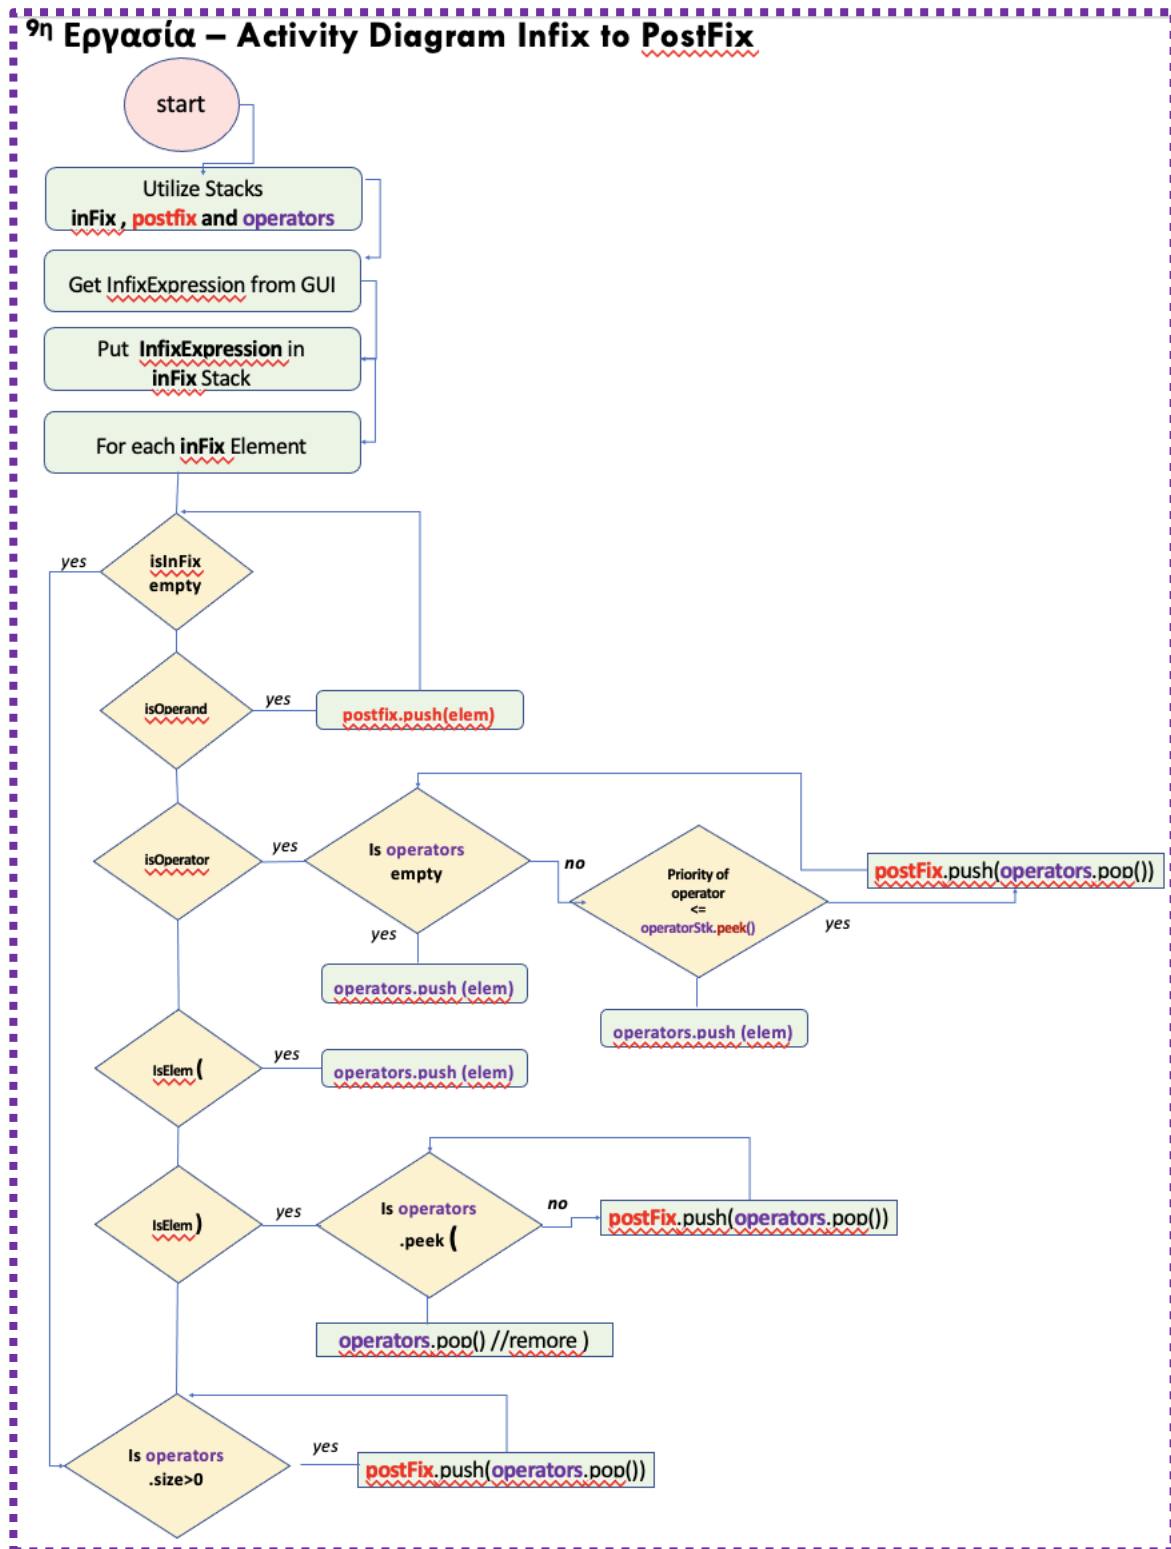 9η Εργασία – Activity Diagram Infix to PostFix
start
Utilize Stacks
inFix , postfix and operators
Get InfixExpression from GUI
Put InfixExpression in
inFix Stack
For each inFix Element
yes
isInFix
empty
isOperand
yes
postfix.push(elem)
isOperator
yes
Is operators
empty
no
yes
operators.push (elem)
Priority of
operator
<=
operatorStk.peek()
yes
postFix.push(operators.pop())
operators.push (elem)
IsElem (
yes
operators.push (elem)
IsElem )
yes
Is operators
.peek (
no
postFix.push(operators.pop())
operators.pop() //remore )
Is operators
.size>0
yes
postFix.push(operators.pop())